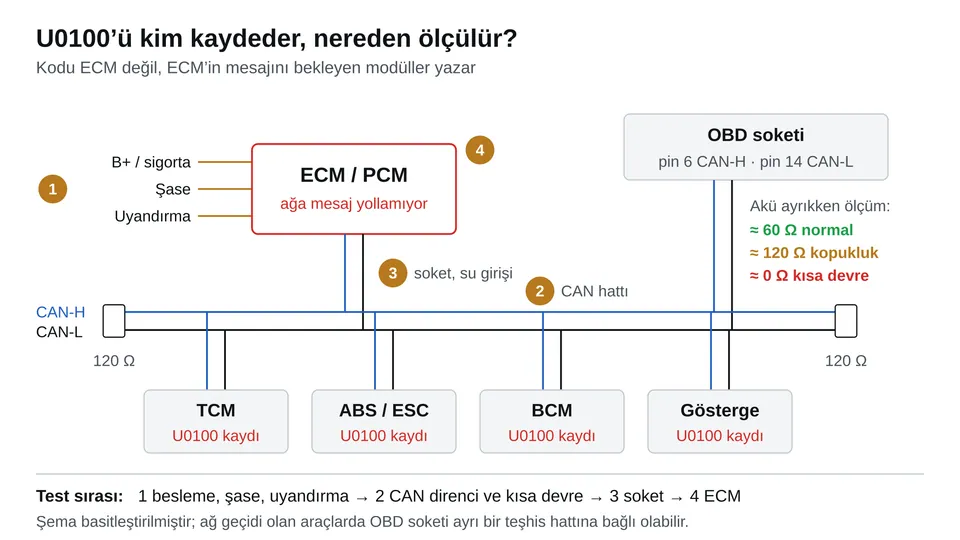 U0100’ü kim kaydeder, nereden ölçülür?
Kodu ECM değil, ECM’in mesajını bekleyen modüller yazar
OBD soketi
pin 6 CAN-H · pin 14 CAN-L
4
B+ / sigorta
ECM / PCM
1
Şase
ağa mesaj yollamıyor
Uyandırma
Akü ayrıkken ölçüm:
≈ 60 Ω normal
≈ 120 Ω kopukluk
≈ 0 Ω kısa devre
3 soket, su girişi
2 CAN hattı
CAN-H
CAN-L
120 Ω
120 Ω
TCM
U0100 kaydı
ABS / ESC
U0100 kaydı
BCM
U0100 kaydı
Gösterge
U0100 kaydı
Test sırası: 1 besleme, şase, uyandırma → 2 CAN direnci ve kısa devre → 3 soket → 4 ECM
Şema basitleştirilmiştir; ağ geçidi olan araçlarda OBD soketi ayrı bir teşhis hattına bağlı olabilir.